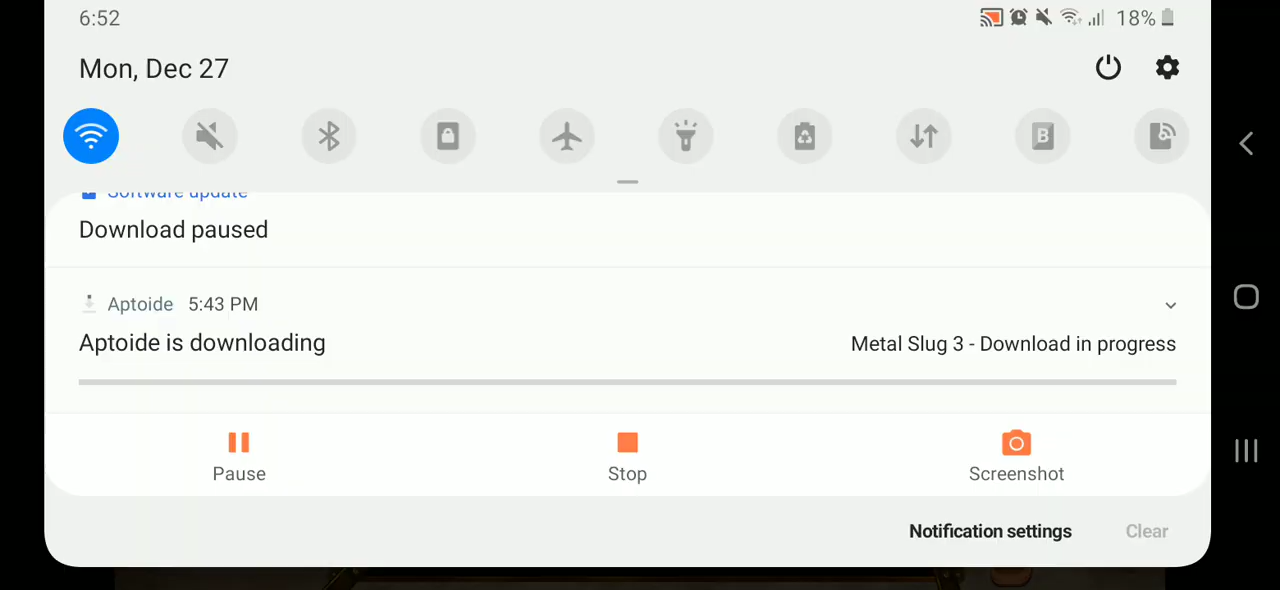 6:52
18%
Mon, Dec 27
Software update
Download paused
Aptoide 5:43 PM
Aptoide is downloading
Metal Slug 3 - Download in progress
Pause
Stop
Screenshot
Notification settings
Clear